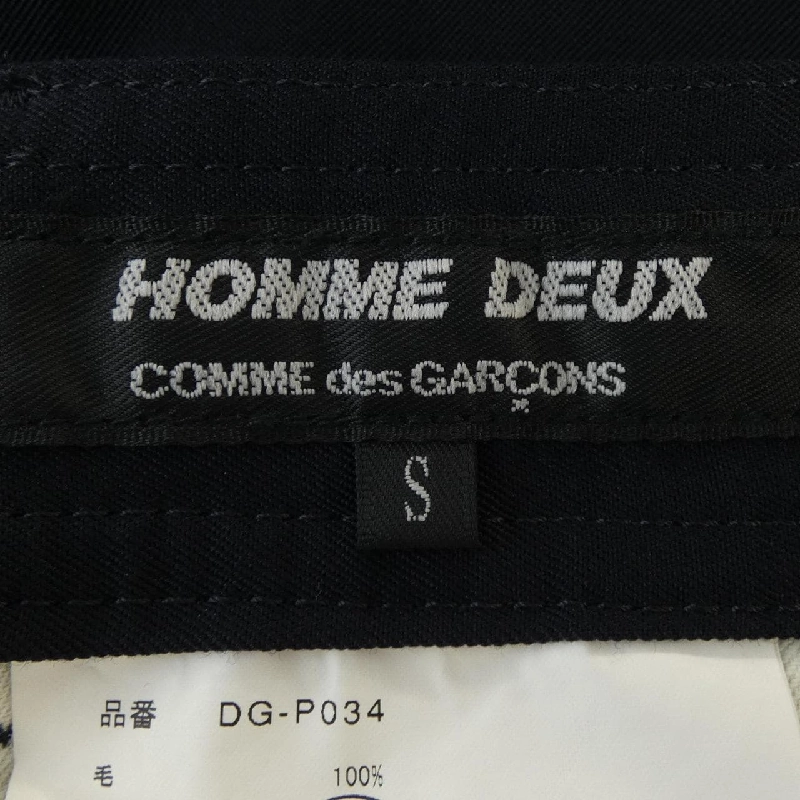 HOMME DEUX
COMME des GARÇONS
S
品番 DG-P034
毛 100%